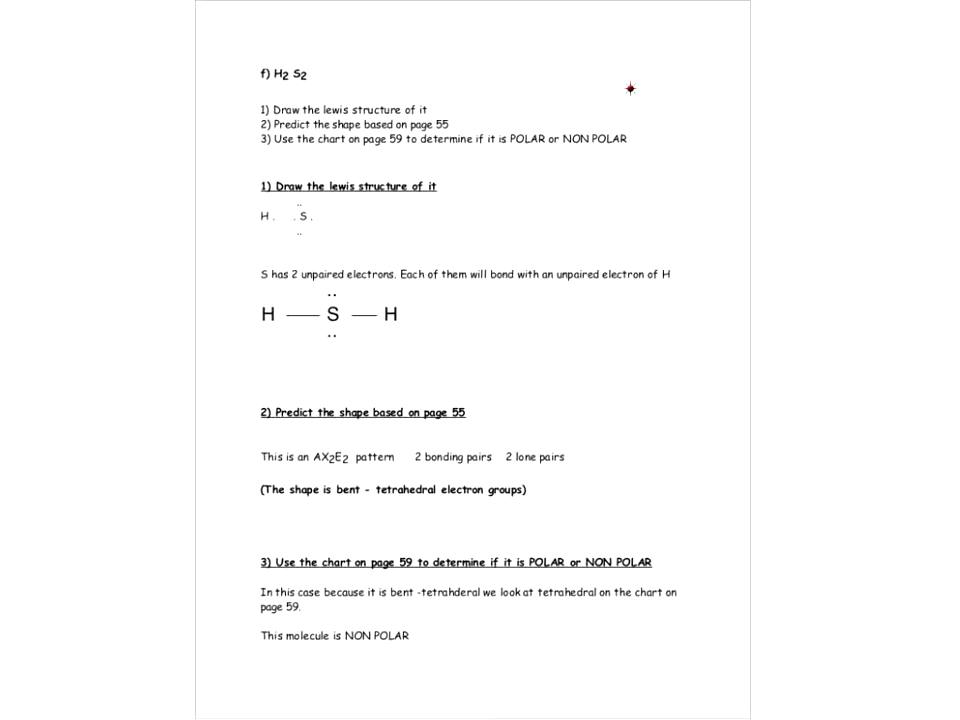 f) H2 S2
1) Draw the lewis structure of it
2) Predict the shape based on page 55
3) Use the chart on page 59 to determine if it is POLAR or NON POLAR
1) Draw the lewis structure of it
..
H . . S .
..
S has 2 unpaired electrons. Each of them will bond with an unpaired electron of H
..
H — S — H
..
2) Predict the shape based on page 55
This is an AX2E2 pattern 2 bonding pairs 2 lone pairs
(The shape is bent - tetrahedral electron groups)
3) Use the chart on page 59 to determine if it is POLAR or NON POLAR
In this case because it is bent -tetrahderal we look at tetrahedral on the chart on
page 59.
This molecule is NON POLAR